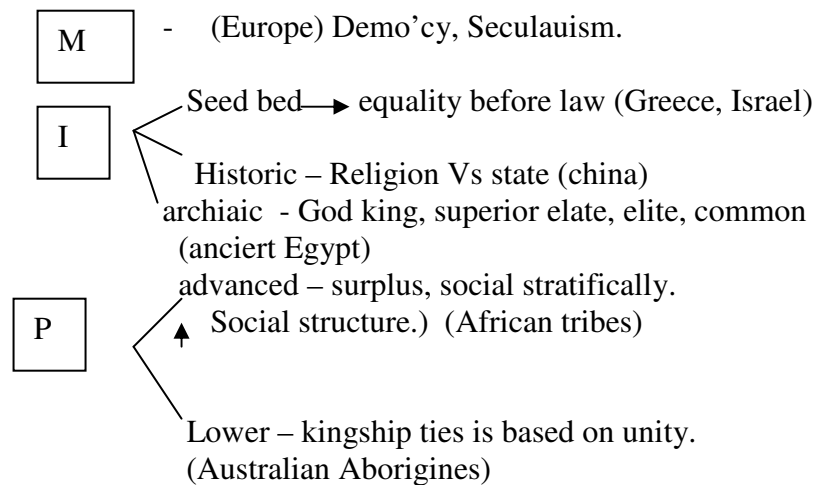 M - (Europe) Demo’cy, Seculauism.
Seed bed → equality before law (Greece, Israel)
I
Historic – Religion Vs state (china)
archiaic - God king, superior elate, elite, common
(anciert Egypt)
advanced – surplus, social stratifically.
P Social structure.) (African tribes)
Lower – kingship ties is based on unity.
(Australian Aborigines)